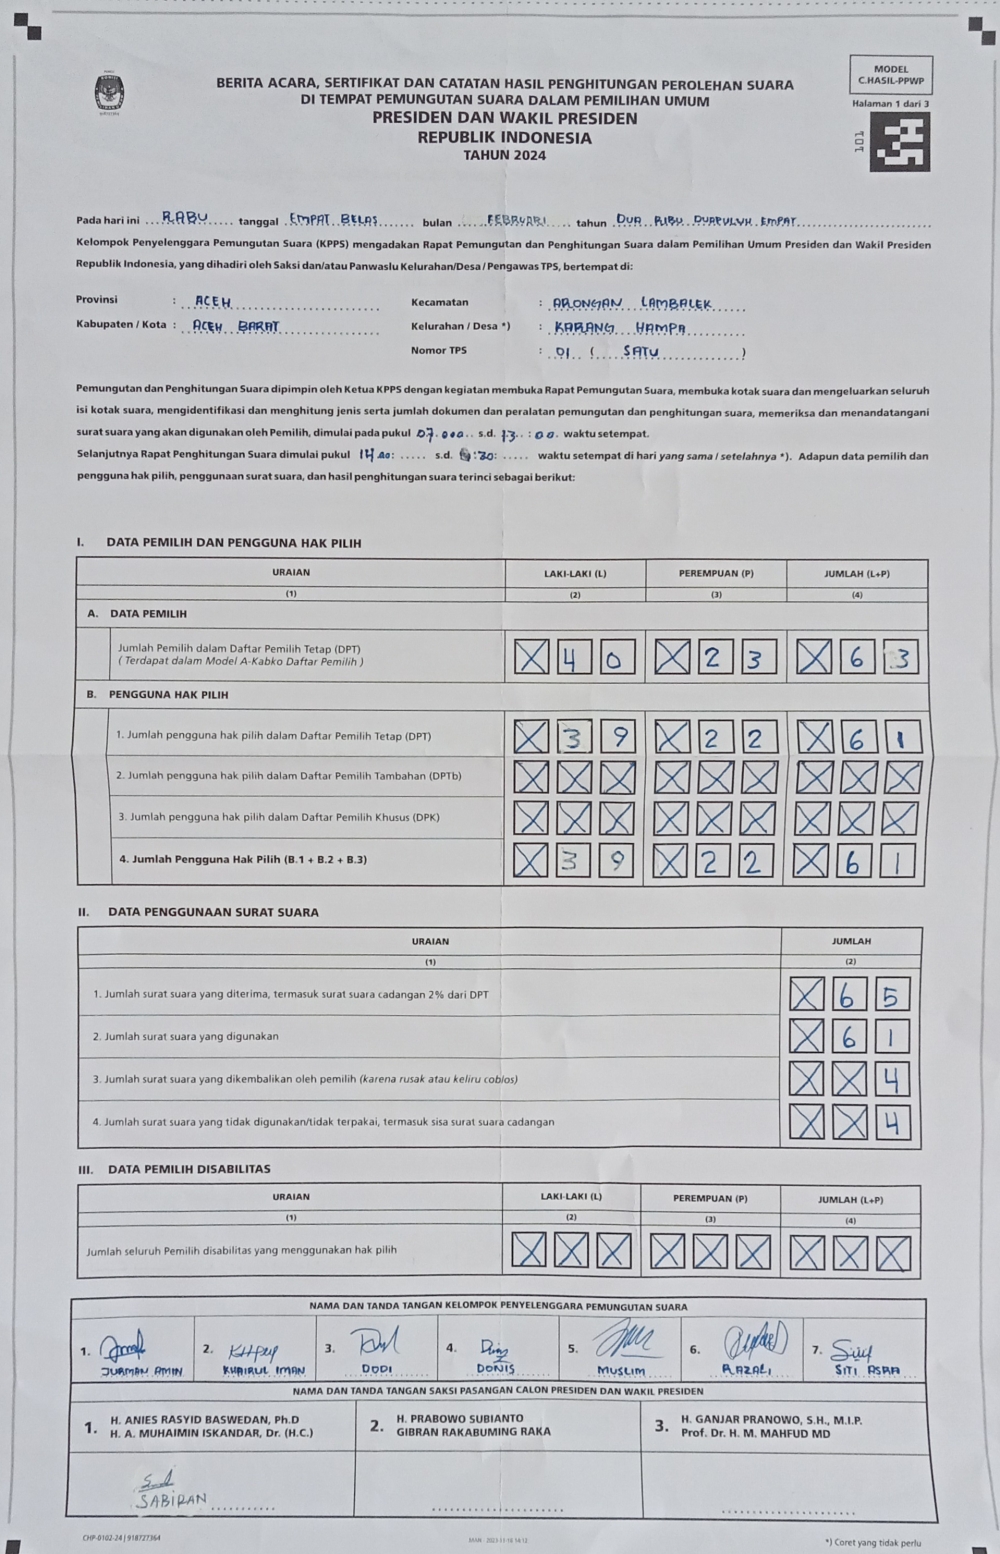 MODEL
C.HASIL-PPWP
Halaman 1 dari 3
101
BERITA ACARA, SERTIFIKAT DAN CATATAN HASIL PENGHITUNGAN PEROLEHAN SUARA
DI TEMPAT PEMUNGUTAN SUARA DALAM PEMILIHAN UMUM
PRESIDEN DAN WAKIL PRESIDEN
REPUBLIK INDONESIA
TAHUN 2024
Pada hari ini RABU tanggal EMPAT BELAS bulan FEBRUARI tahun DUA RIBU DUAPULUH EMPAT
Kelompok Penyelenggara Pemungutan Suara (KPPS) mengadakan Rapat Pemungutan dan Penghitungan Suara dalam Pemilihan Umum Presiden dan Wakil Presiden
Republik Indonesia, yang dihadiri oleh Saksi dan/atau Panwaslu Kelurahan/Desa / Pengawas TPS, bertempat di:
Provinsi : ACEH Kecamatan : ARONGAN LAMBALEK
Kabupaten / Kota : ACEH BARAT Kelurahan / Desa *) : KARANG HAMPA
Nomor TPS : 01 ( SATU )
Pemungutan dan Penghitungan Suara dipimpin oleh Ketua KPPS dengan kegiatan membuka Rapat Pemungutan Suara, membuka kotak suara dan mengeluarkan seluruh
isi kotak suara, mengidentifikasi dan menghitung jenis serta jumlah dokumen dan peralatan pemungutan dan penghitungan suara, memeriksa dan menandatangani
surat suara yang akan digunakan oleh Pemilih, dimulai pada pukul 07. s.d. 13 : 00. waktu setempat.
Selanjutnya Rapat Penghitungan Suara dimulai pukul 14 : s.d. :30: waktu setempat di hari yang sama / setelahnya *). Adapun data pemilih dan
pengguna hak pilih, penggunaan surat suara, dan hasil penghitungan suara terinci sebagai berikut:
I. DATA PEMILIH DAN PENGGUNA HAK PILIH
URAIAN LAKI-LAKI (L) PEREMPUAN (P) JUMLAH (L+P)
(1) (2) (3) (4)
A. DATA PEMILIH
Jumlah Pemilih dalam Daftar Pemilih Tetap (DPT)
( Terdapat dalam Model A-Kabko Daftar Pemilih ) X 4 0 X 2 3 X 6 3
B. PENGGUNA HAK PILIH
1. Jumlah pengguna hak pilih dalam Daftar Pemilih Tetap (DPT) X 3 9 X 2 2 X 6 1
2. Jumlah pengguna hak pilih dalam Daftar Pemilih Tambahan (DPTb) X X X X X X X X X
3. Jumlah pengguna hak pilih dalam Daftar Pemilih Khusus (DPK) X X X X X X X X X
4. Jumlah Pengguna Hak Pilih (B.1 + B.2 + B.3) X 3 9 X 2 2 X 6 1
II. DATA PENGGUNAAN SURAT SUARA
URAIAN JUMLAH
(1) (2)
1. Jumlah surat suara yang diterima, termasuk surat suara cadangan 2% dari DPT X 6 5
2. Jumlah surat suara yang digunakan X 6 1
3. Jumlah surat suara yang dikembalikan oleh pemilih (karena rusak atau keliru coblos) X X 4
4. Jumlah surat suara yang tidak digunakan/tidak terpakai, termasuk sisa surat suara cadangan X X 4
III. DATA PEMILIH DISABILITAS
URAIAN LAKI-LAKI (L) PEREMPUAN (P) JUMLAH (L+P)
(1) (2) (3) (4)
Jumlah seluruh Pemilih disabilitas yang menggunakan hak pilih X X X X X X X X X
NAMA DAN TANDA TANGAN KELOMPOK PENYELENGGARA PEMUNGUTAN SUARA
1. 2. 3. 4. 5. 6. 7.
JURMAN AMIN KHAIRUL IMAN DODI DONIS MUSLIM RAZALI SITI ASRA
NAMA DAN TANDA TANGAN SAKSI PASANGAN CALON PRESIDEN DAN WAKIL PRESIDEN
1. H. ANIES RASYID BASWEDAN, Ph.D
H. A. MUHAIMIN ISKANDAR, Dr. (H.C.)
2. H. PRABOWO SUBIANTO
GIBRAN RAKABUMING RAKA
3. H. GANJAR PRANOWO, S.H., M.I.P.
Prof. Dr. H. M. MAHFUD MD
SABIRAN
CHP-0102-24 | 918727364
*) Coret yang tidak perlu